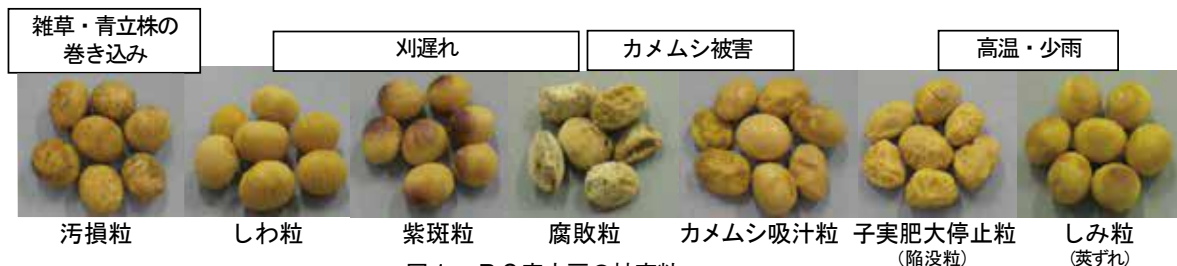 雑草・青立株の
巻き込み
刈遅れ
カメムシ被害
高温・少雨
汚損粒
しわ粒
紫斑粒
腐敗粒
カメムシ吸汁粒
子実肥大停止粒
(陥没粒)
しみ粒
(莢ずれ)